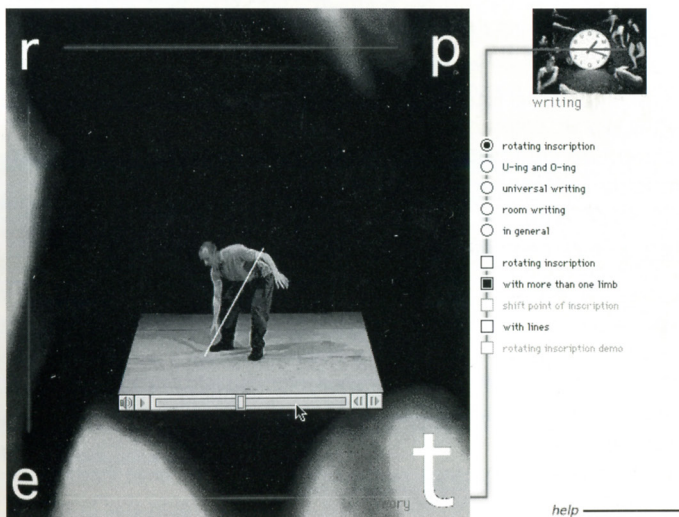 r
p
writing
rotating inscription
U-ing and O-ing
universal writing
room writing
in general
rotating inscription
with more than one limb
shift point of inscription
with lines
rotating inscription demo
e
t
help